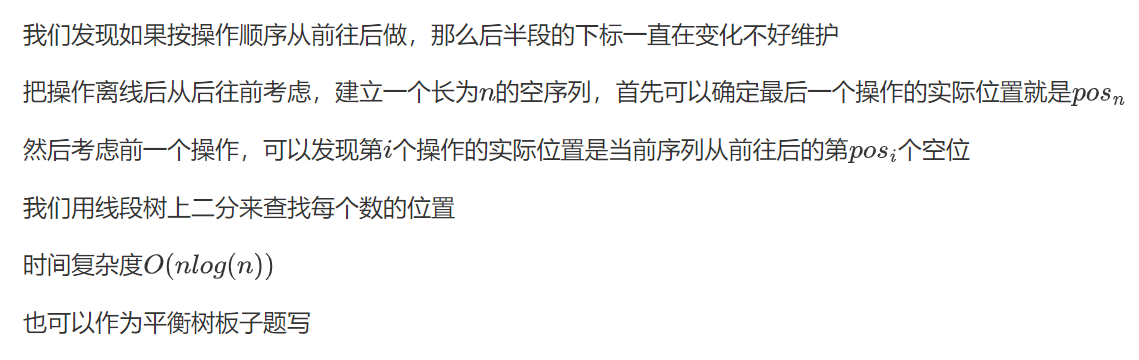 我们发现如果按操作顺序从前往后做，那么后半段的下标一直在变化不好维护
把操作离线后从后往前考虑，建立一个长为n的空序列，首先可以确定最后一个操作的实际位置就是pos_n
然后考虑前一个操作，可以发现第i个操作的实际位置是当前序列从前往后的第pos_i个空位
我们用线段树上二分来查找每个数的位置
时间复杂度O(nlog(n))
也可以作为平衡树板子题写